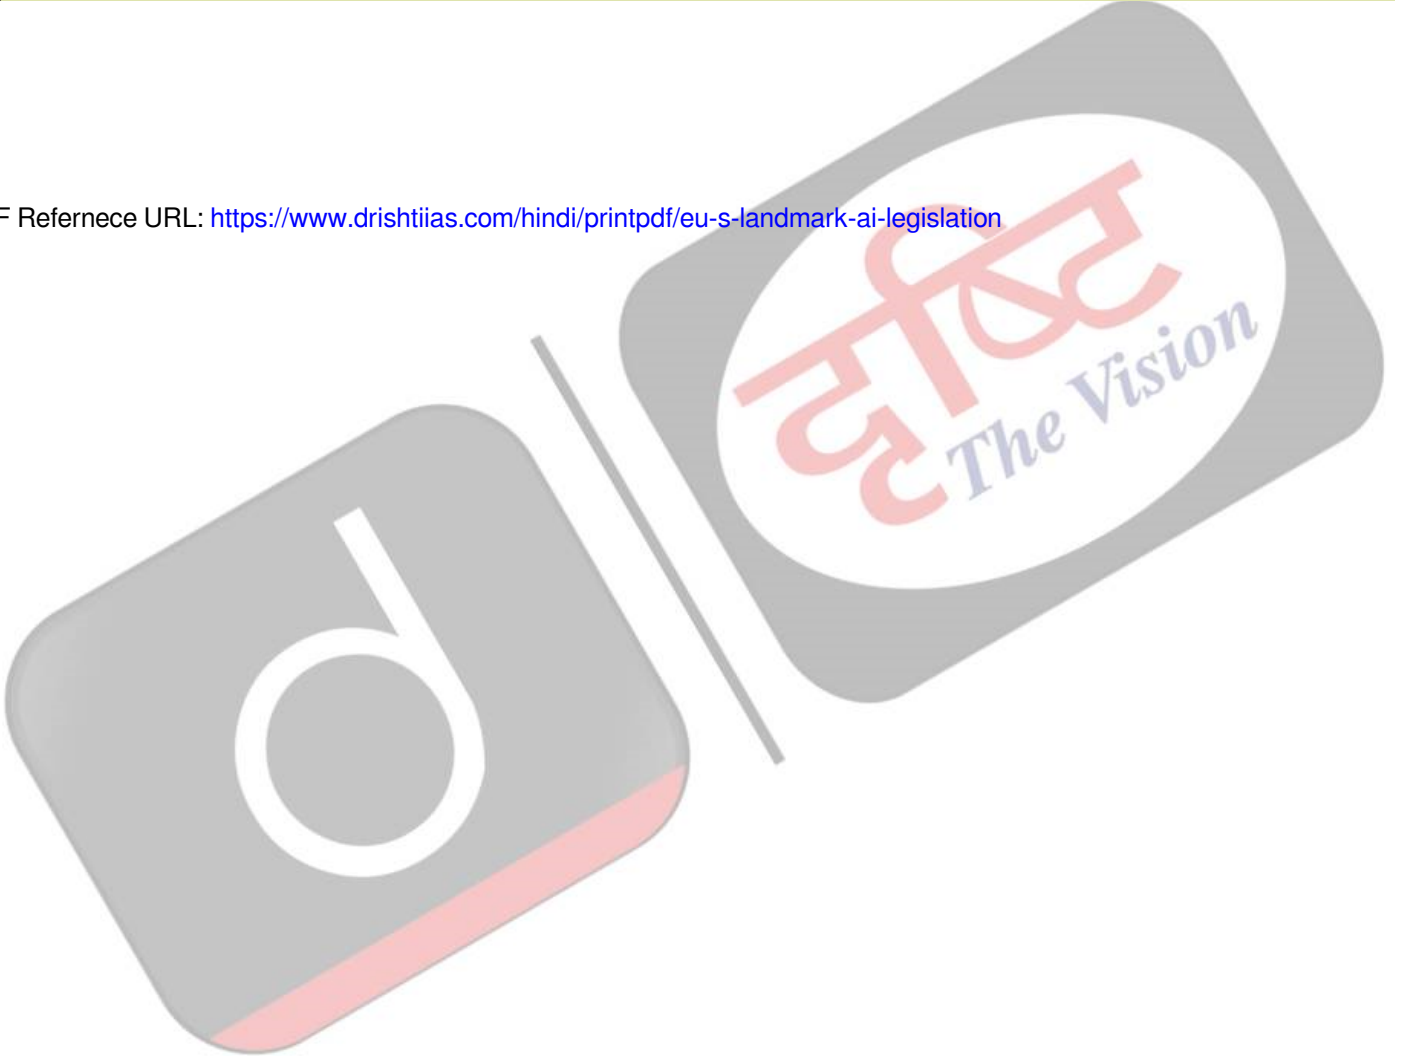 F Refernece URL: https://www.drishtiias.com/hindi/printpdf/eu-s-landmark-ai-legislation
दृष्टि
The Vision
d